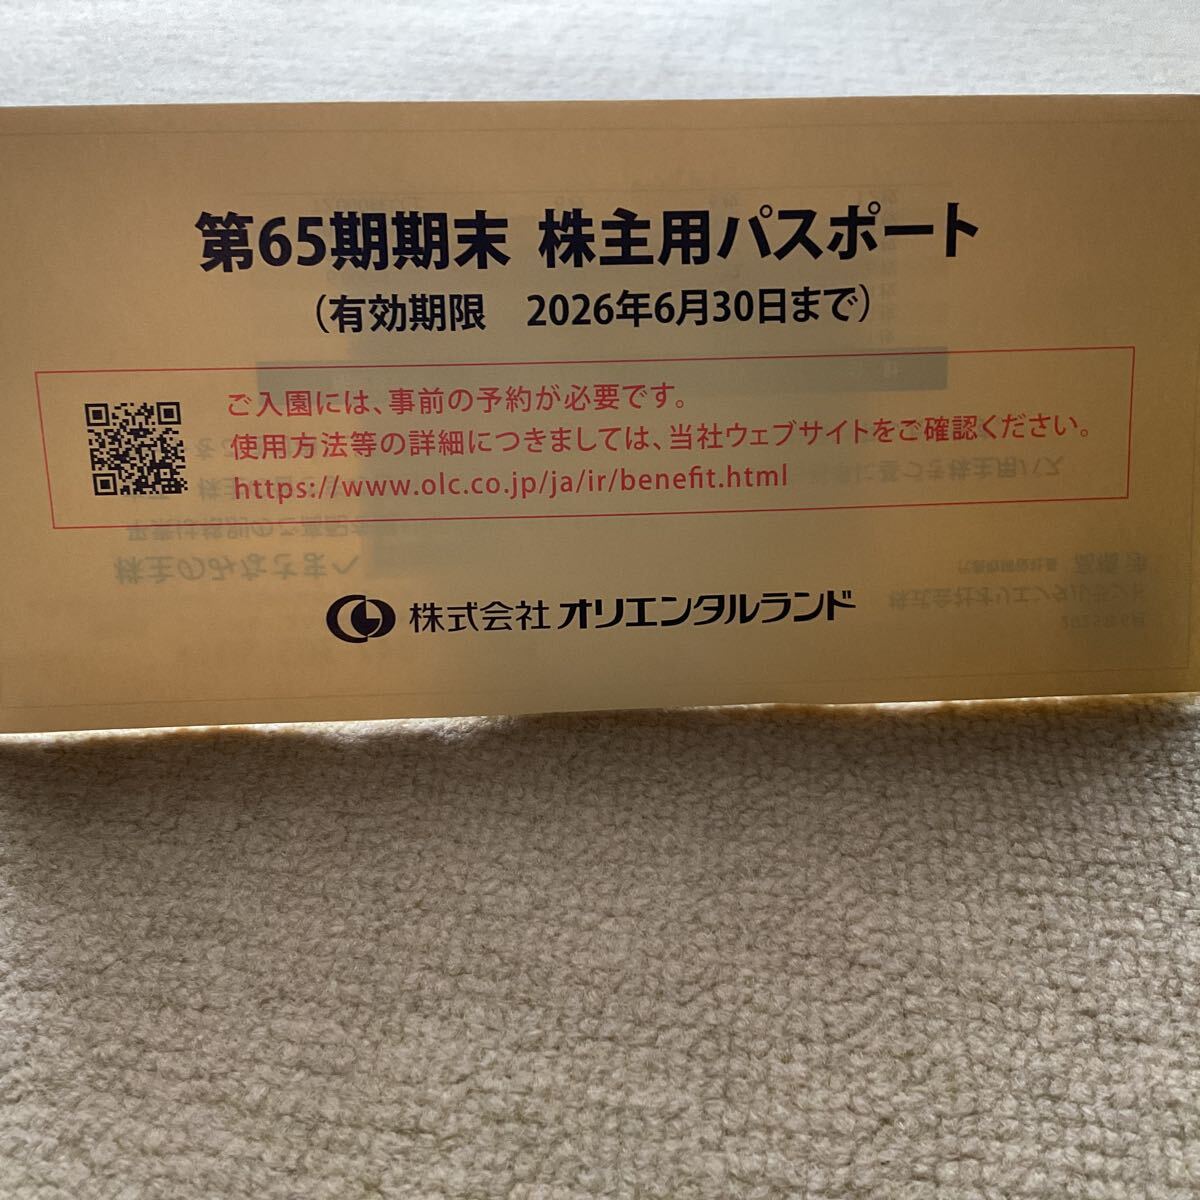 第65期期末 株主用パスポート
（有効期限　2026年6月30日まで）
ご入園には、事前の予約が必要です。
使用方法等の詳細につきましては、当社ウェブサイトをご確認ください。
https://www.olc.co.jp/ja/ir/benefit.html
株式会社オリエンタルランド